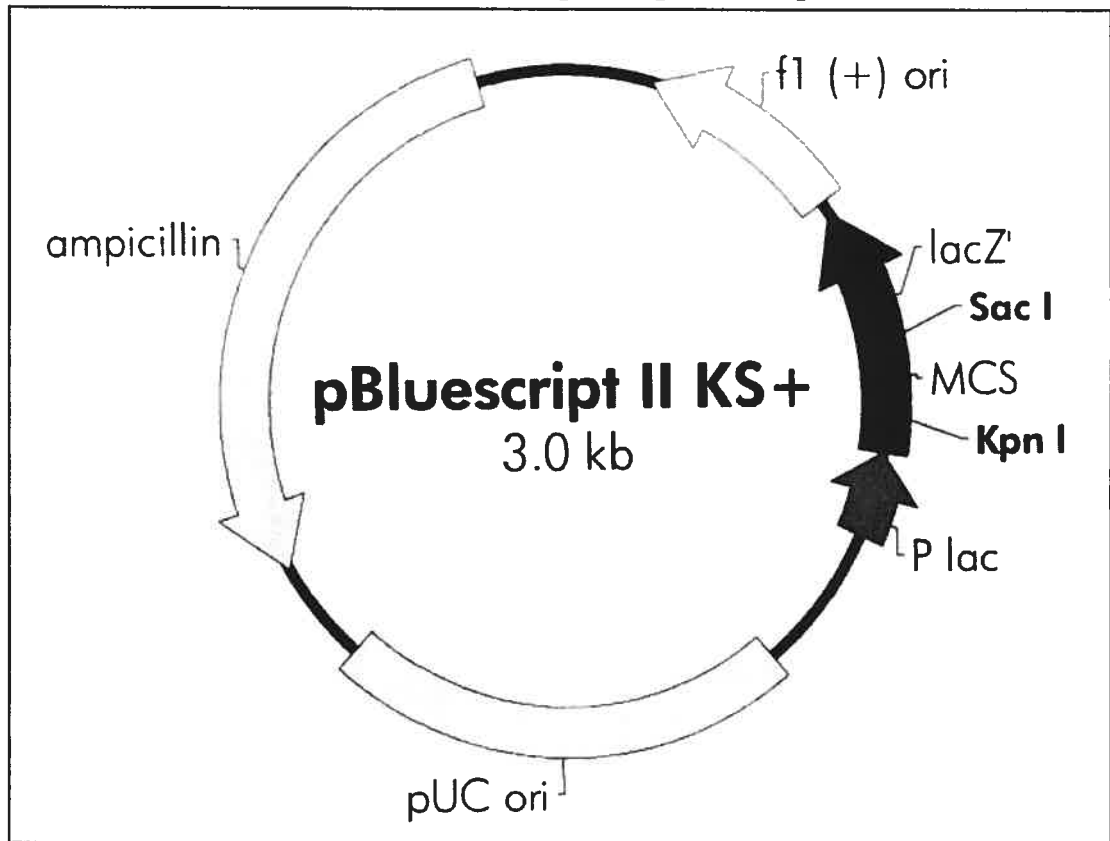 f1 (+) ori
ampicillin
lacZ'
Sac I
pBluescript II KS+
MCS
3.0 kb
Kpn I
P lac
pUC ori